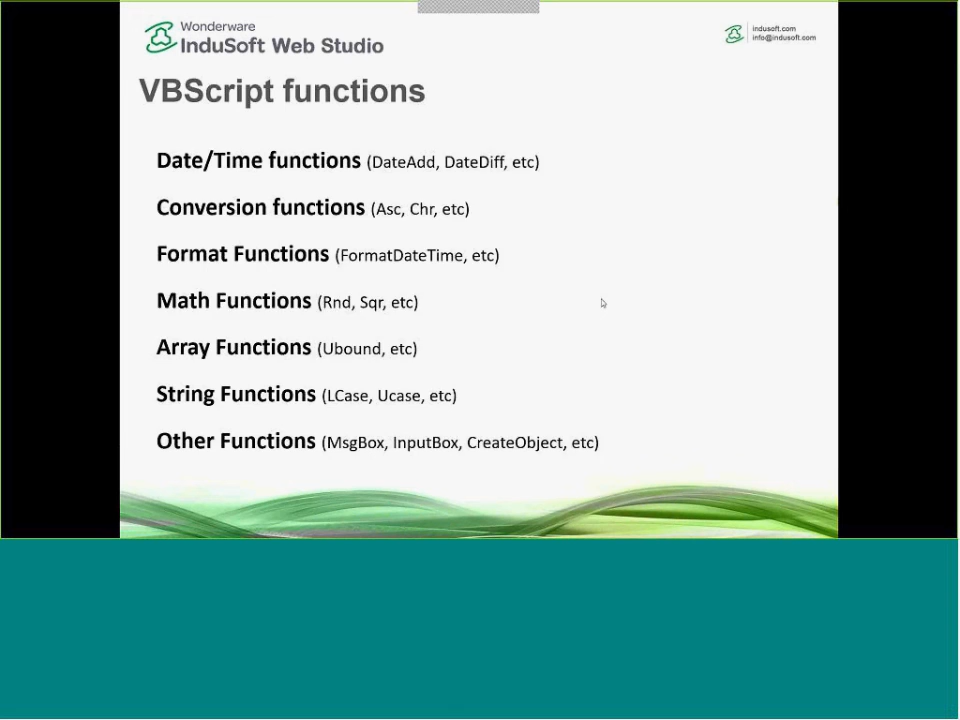 Wonderware
InduSoft Web Studio
indusoft.com
info@indusoft.com
VBScript functions
Date/Time functions (DateAdd, DateDiff, etc)
Conversion functions (Asc, Chr, etc)
Format Functions (FormatDateTime, etc)
Math Functions (Rnd, Sqr, etc)
Array Functions (Ubound, etc)
String Functions (LCase, Ucase, etc)
Other Functions (MsgBox, InputBox, CreateObject, etc)